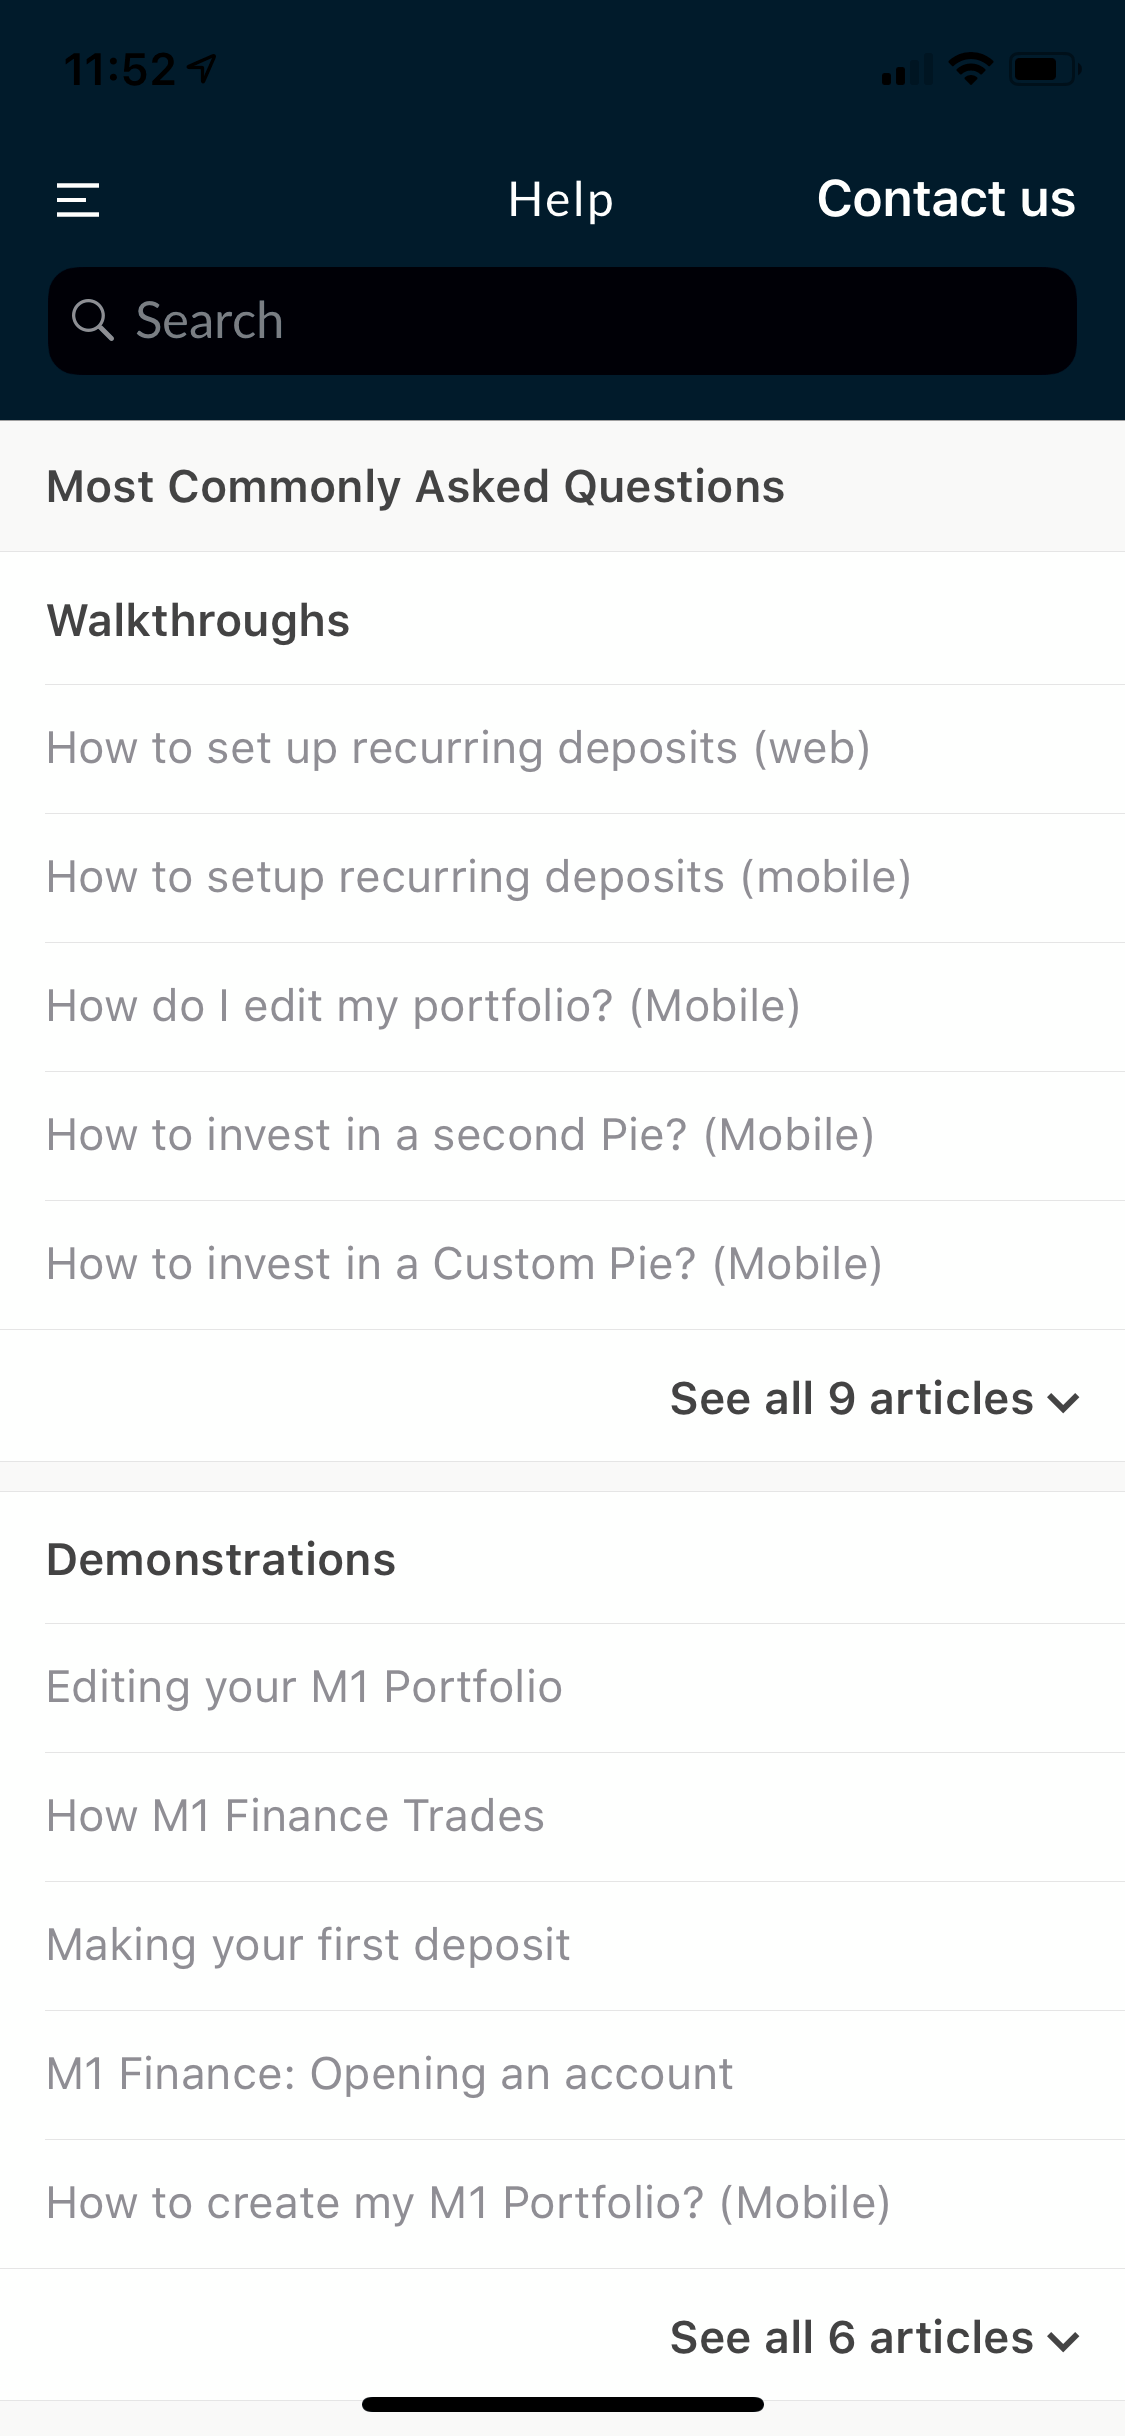 11:52
Help
Contact us
Search
Most Commonly Asked Questions
Walkthroughs
How to set up recurring deposits (web)
How to setup recurring deposits (mobile)
How do I edit my portfolio? (Mobile)
How to invest in a second Pie? (Mobile)
How to invest in a Custom Pie? (Mobile)
See all 9 articles
Demonstrations
Editing your M1 Portfolio
How M1 Finance Trades
Making your first deposit
M1 Finance: Opening an account
How to create my M1 Portfolio? (Mobile)
See all 6 articles